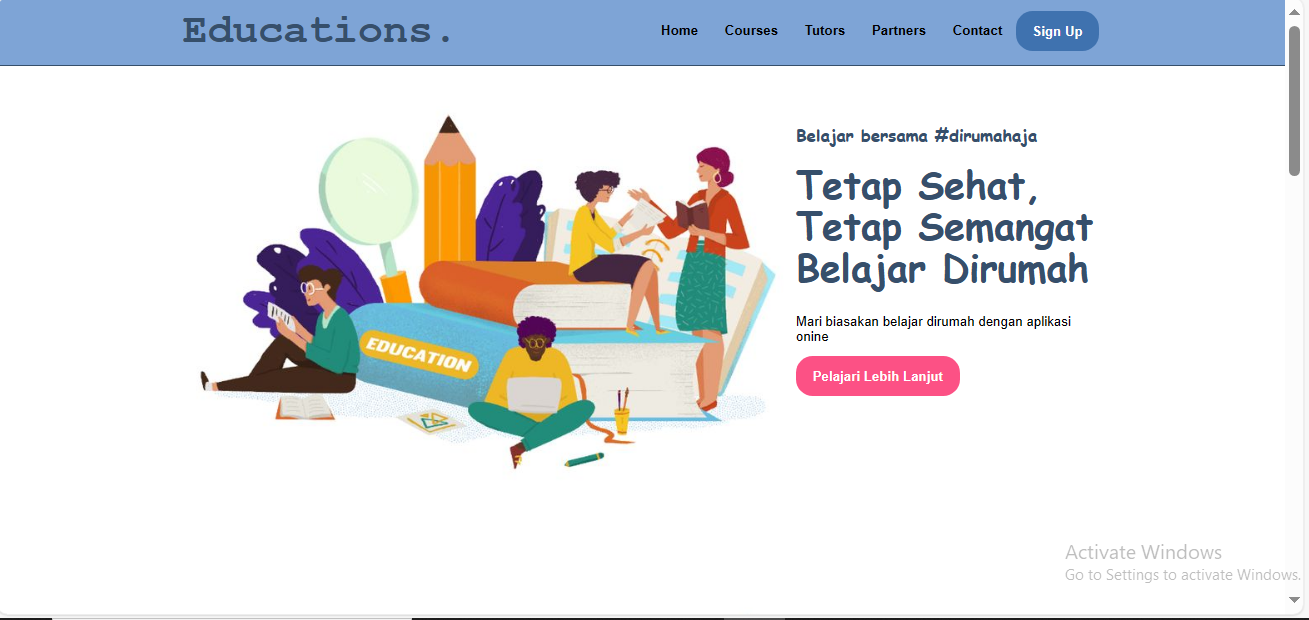 Educations.
Home Courses Tutors Partners Contact Sign Up
Belajar bersama #dirumahaja
Tetap Sehat,
Tetap Semangat
Belajar Dirumah
Mari biasakan belajar dirumah dengan aplikasi
onine
Pelajari Lebih Lanjut
EDUCATION
Activate Windows
Go to Settings to activate Windows.